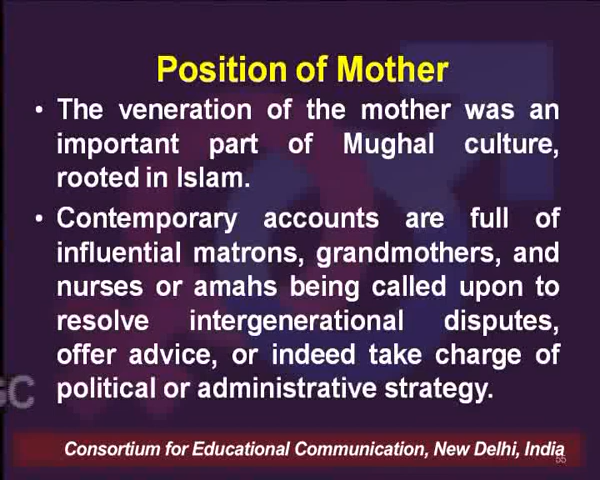 Position of Mother
• The veneration of the mother was an
important part of Mughal culture,
rooted in Islam.
• Contemporary accounts are full of
influential matrons, grandmothers, and
nurses or amahs being called upon to
resolve intergenerational disputes,
offer advice, or indeed take charge of
political or administrative strategy.
GC
Consortium for Educational Communication, New Delhi, India
55